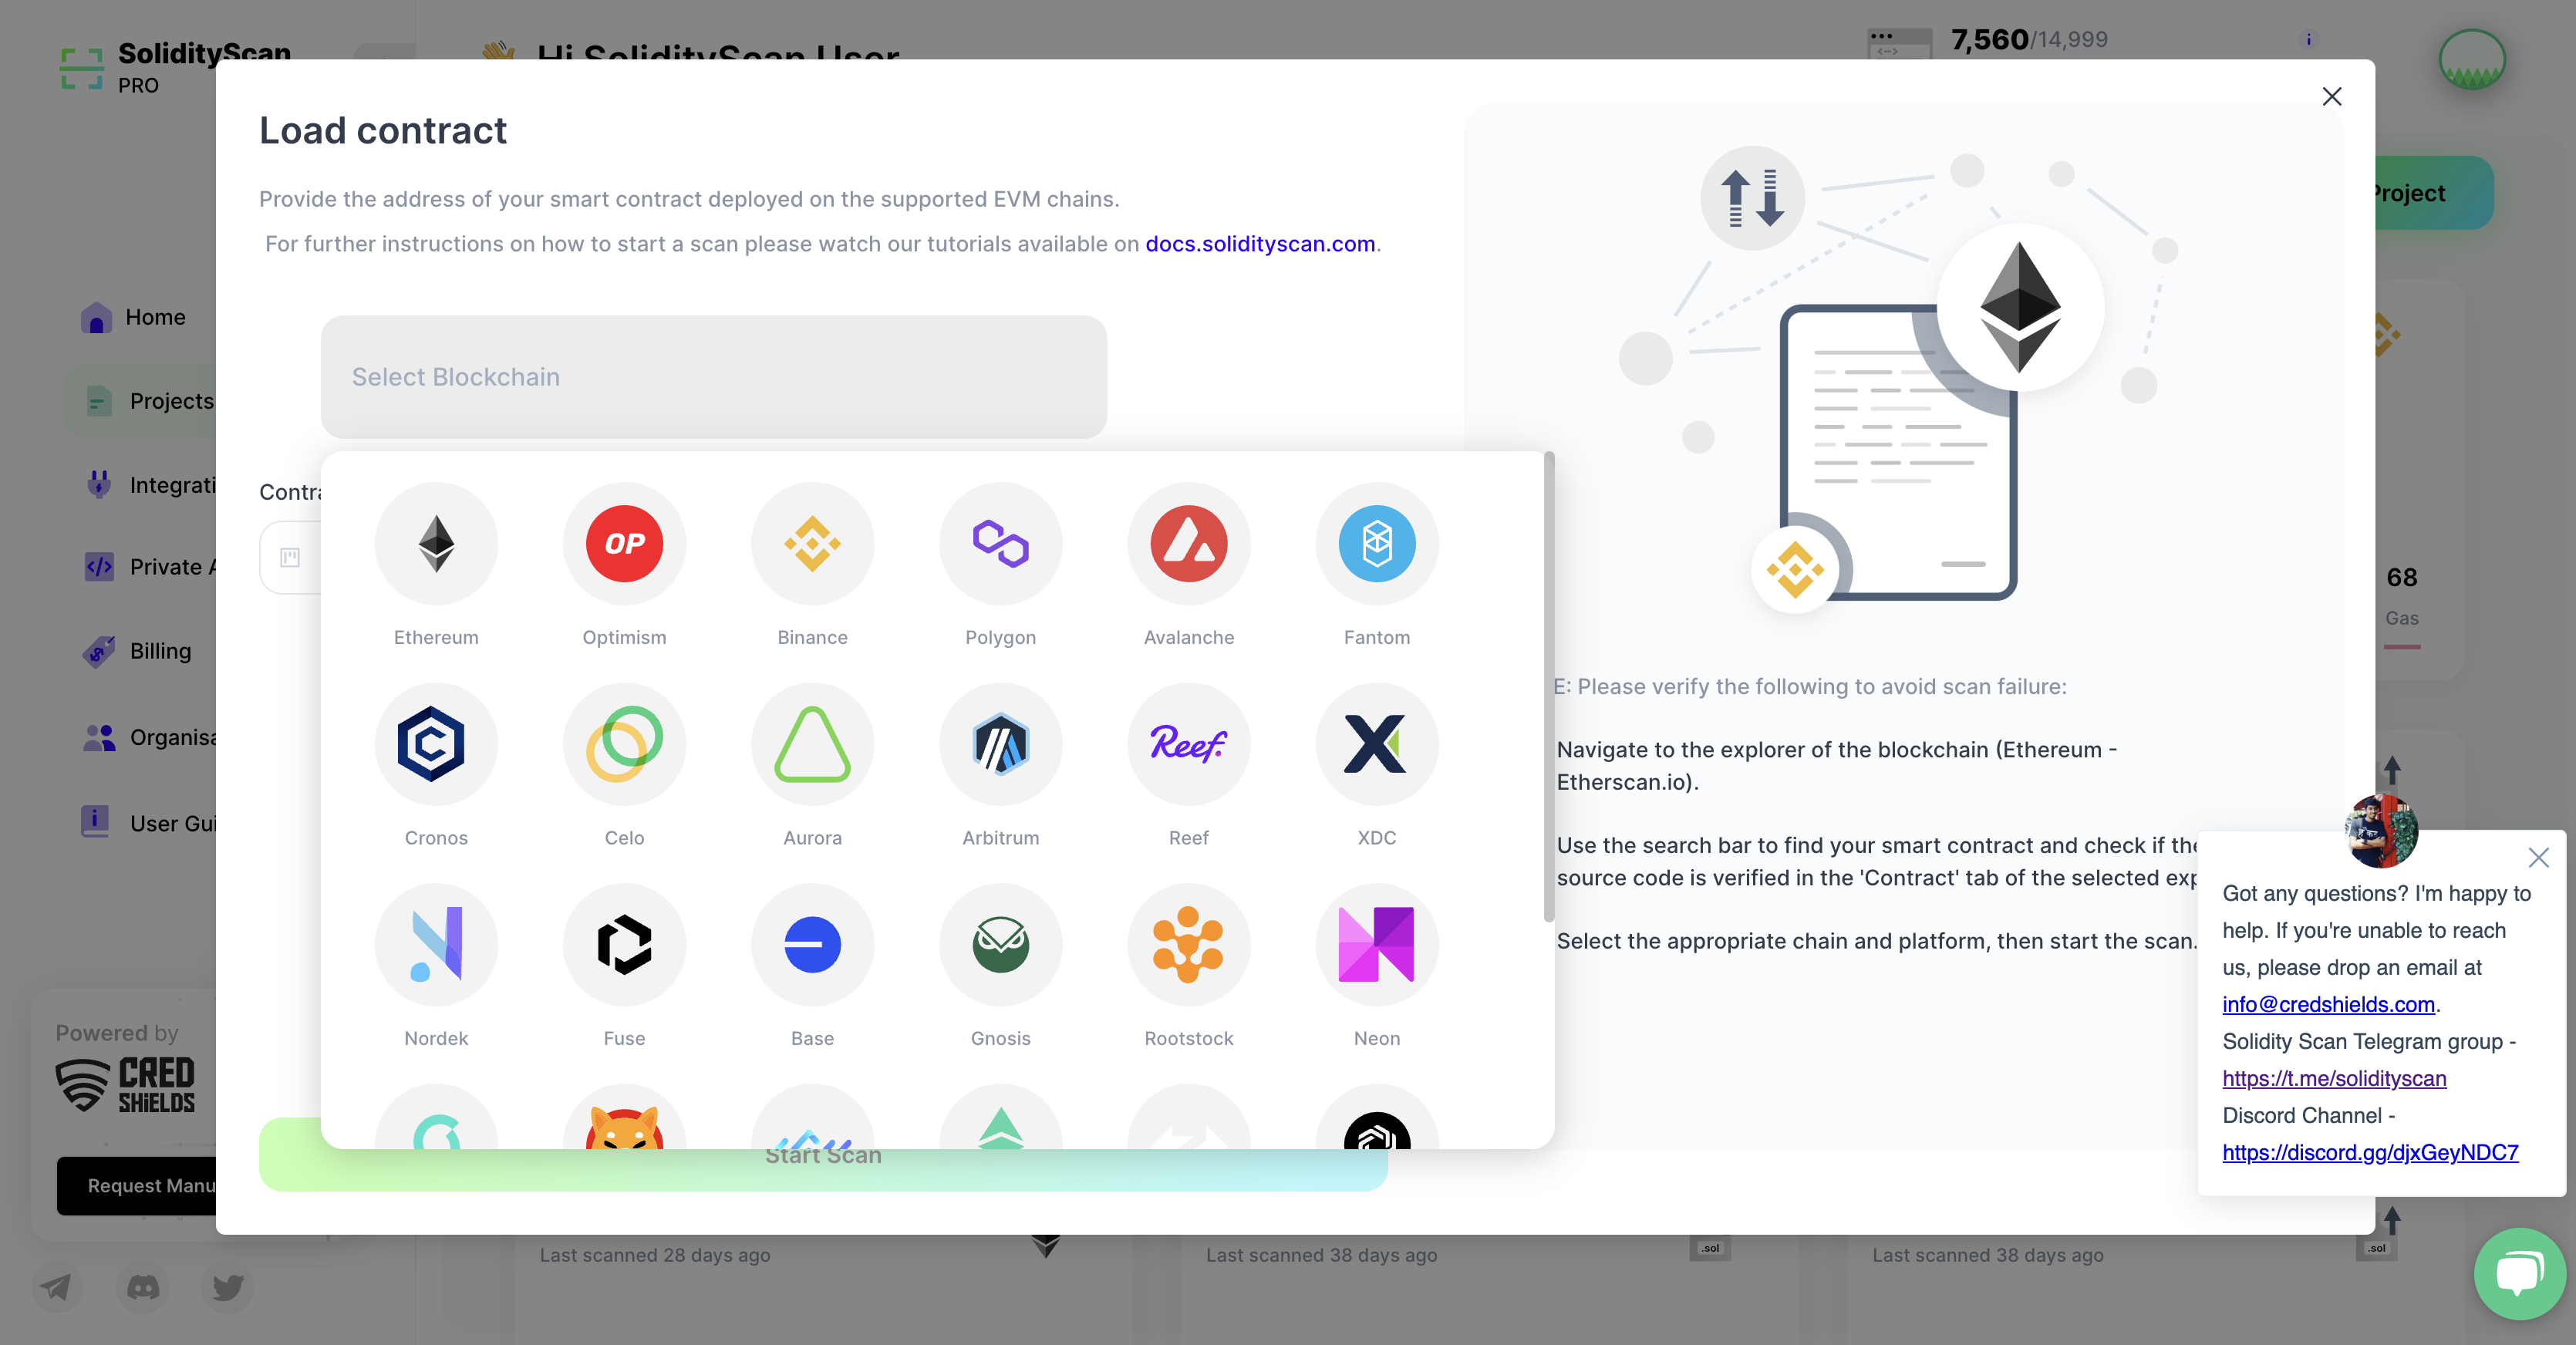 SolidityScan
PRO
Hi SolidityScan User
7,560/14,999
i
Load contract
Provide the address of your smart contract deployed on the supported EVM chains.
For further instructions on how to start a scan please watch our tutorials available on docs.solidityscan.com.
Project
Home
Projects
Integrati
Private A
Billing
Organisa
User Gui
Select Blockchain
Contra
OP
Ethereum
Optimism
Binance
Polygon
Avalanche
Fantom
Reef
Cronos
Celo
Aurora
Arbitrum
Reef
XDC
Nordek
Fuse
Base
Gnosis
Rootstock
Neon
Start Scan
E: Please verify the following to avoid scan failure:
Navigate to the explorer of the blockchain (Ethereum -
Etherscan.io).
Use the search bar to find your smart contract and check if the
source code is verified in the 'Contract' tab of the selected exp
Select the appropriate chain and platform, then start the scan.
68
Gas
Got any questions? I'm happy to
help. If you're unable to reach
us, please drop an email at
info@credshields.com.
Solidity Scan Telegram group -
https://t.me/solidityscan
Discord Channel -
https://discord.gg/djxGeyNDC7
Powered by
CRED
SHiELDS
Request Manu
Last scanned 28 days ago
Last scanned 38 days ago
.sol
Last scanned 38 days ago
.sol